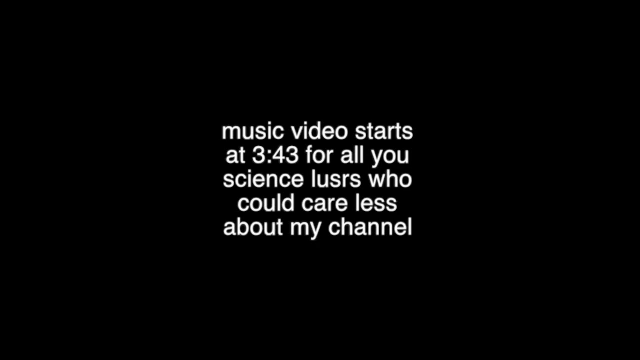 music video starts
at 3:43 for all you
science lusrs who
could care less
about my channel